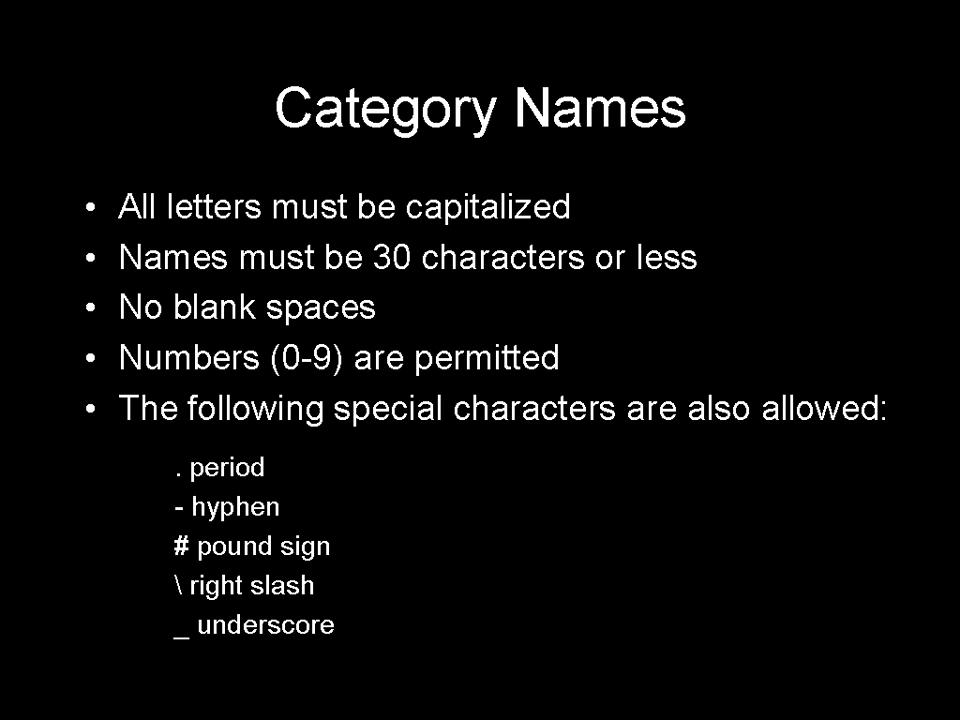 Category Names
• All letters must be capitalized
• Names must be 30 characters or less
• No blank spaces
• Numbers (0-9) are permitted
• The following special characters are also allowed:
. period
- hyphen
# pound sign
\ right slash
_ underscore